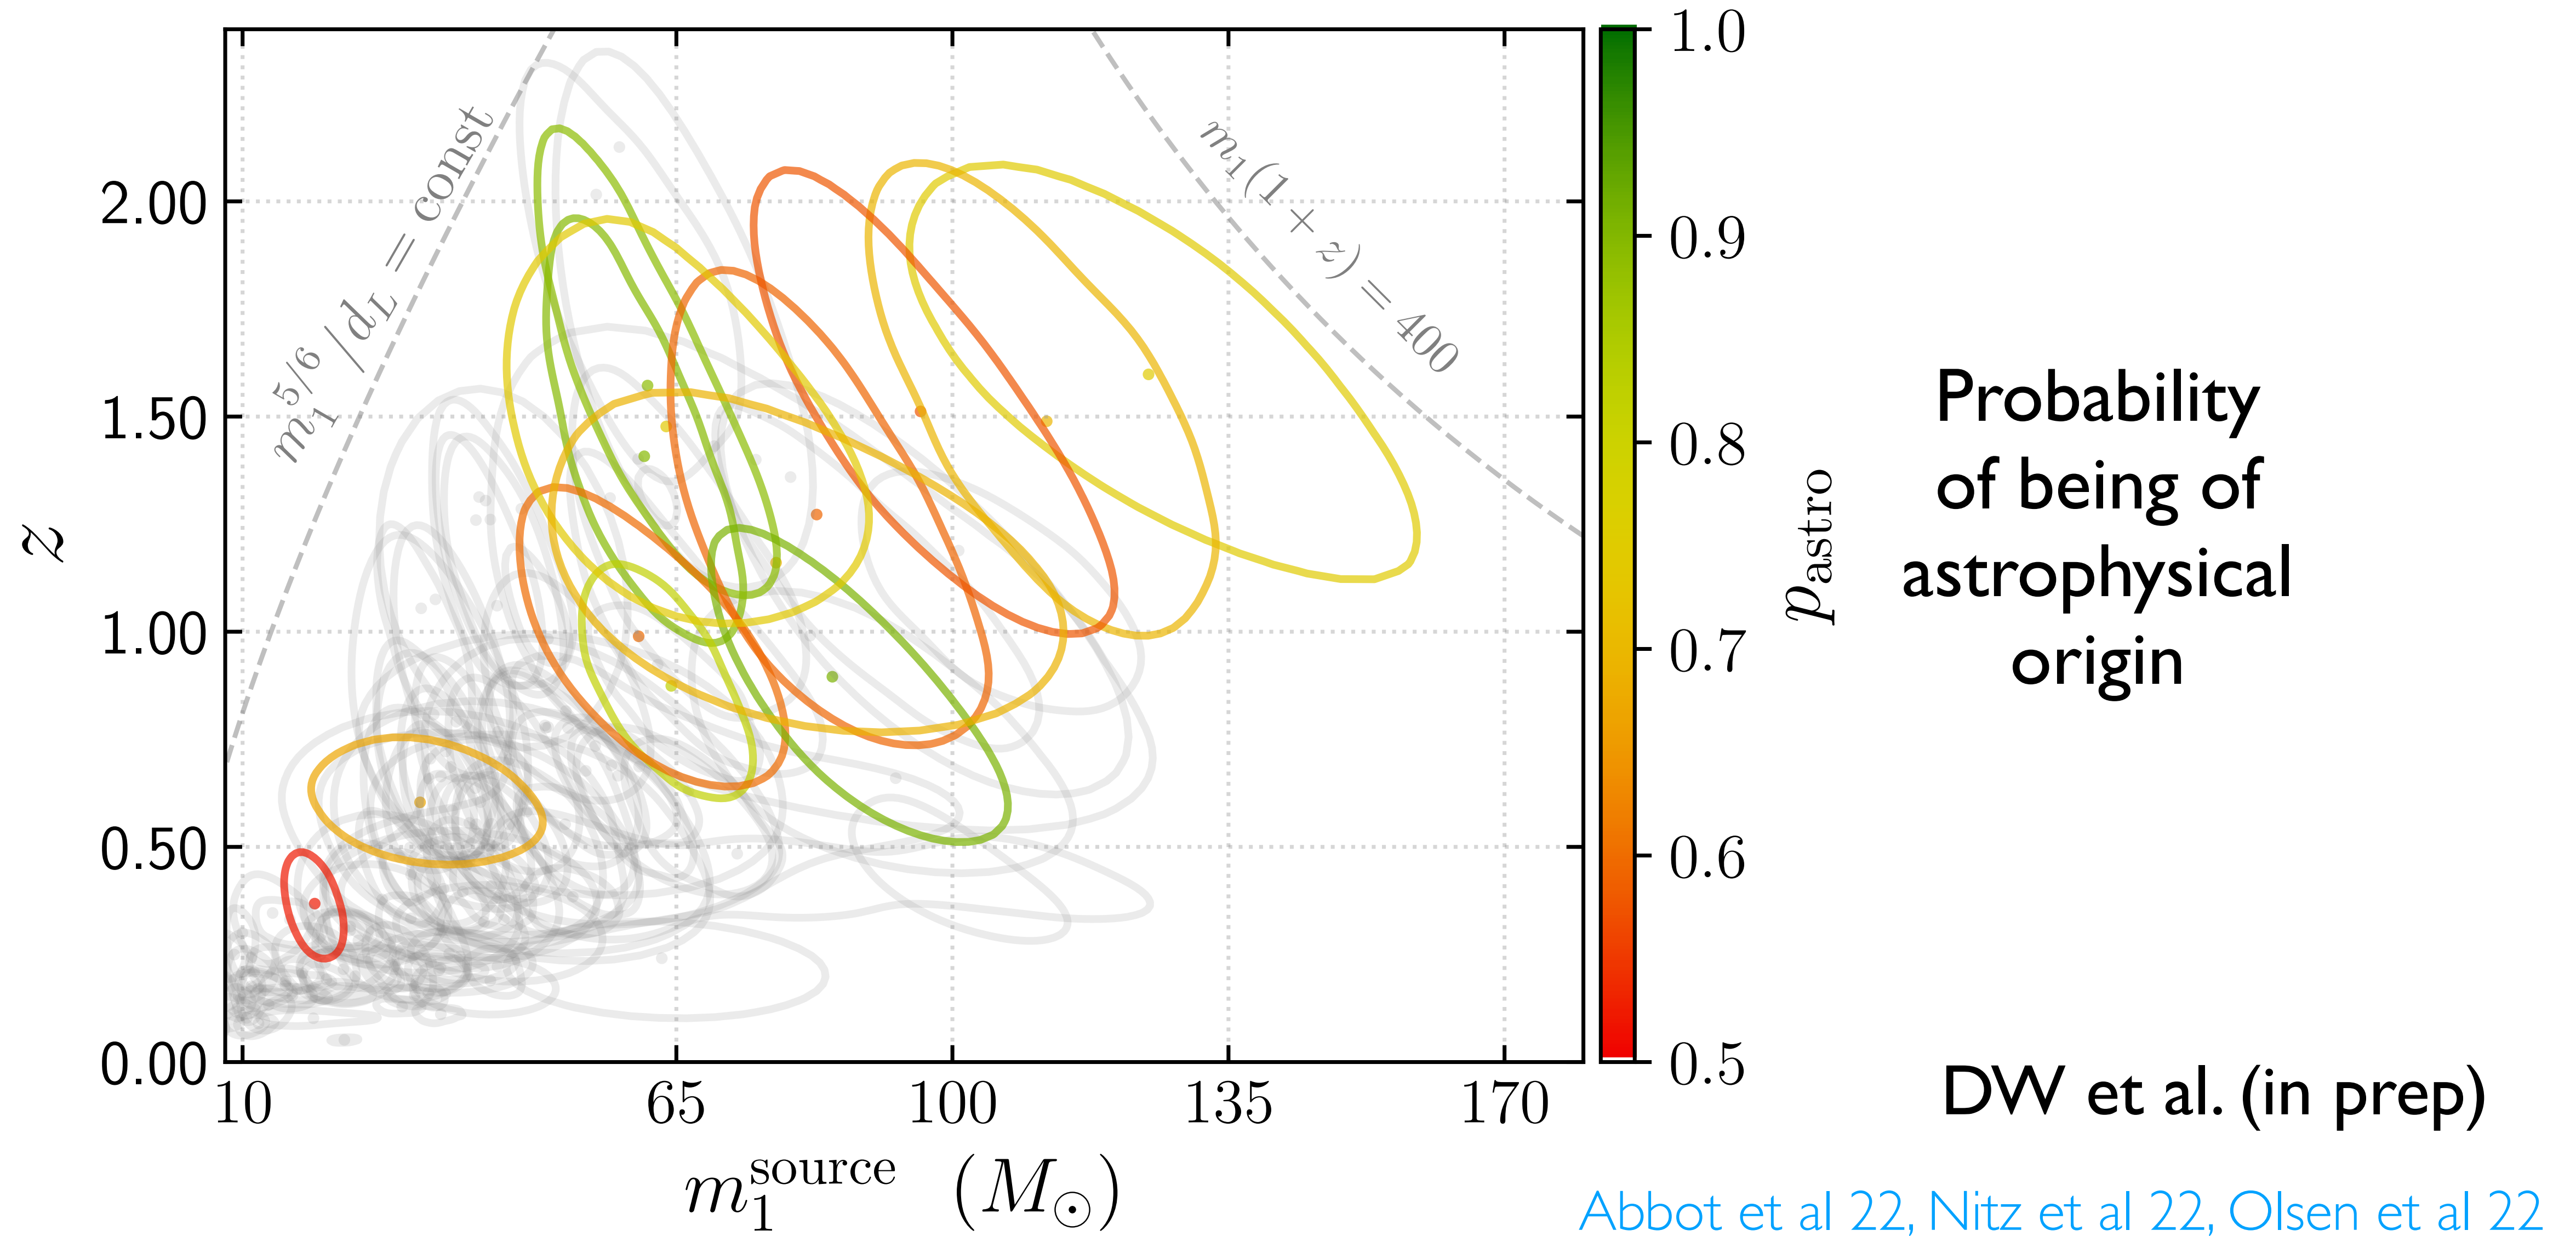 2.00
1.50
1.00
0.50
0.00
z
10
65
100
135
170
m_1^source (M_⊙)
m_1^5/6/d_L = const
m_1(1 + z) = 400
1.0
0.9
0.8
0.7
0.6
0.5
p_astro
Probability
of being of
astrophysical
origin
DW et al. (in prep)
Abbot et al 22, Nitz et al 22, Olsen et al 22